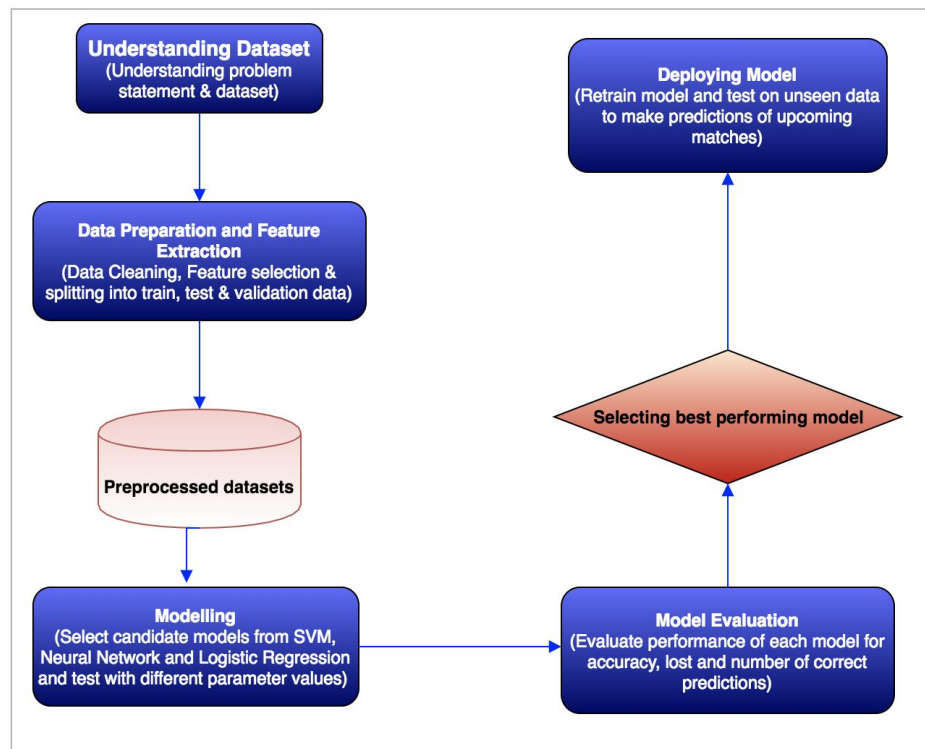 Understanding Dataset
(Understanding problem
statement & dataset)
Data Preparation and Feature
Extraction
(Data Cleaning, Feature selection &
splitting into train, test & validation data)
Preprocessed datasets
Modelling
(Select candidate models from SVM,
Neural Network and Logistic Regression
and test with different parameter values)
Model Evaluation
(Evaluate performance of each model for
accuracy, lost and number of correct
predictions)
Selecting best performing model
Deploying Model
(Retrain model and test on unseen data
to make predictions of upcoming
matches)